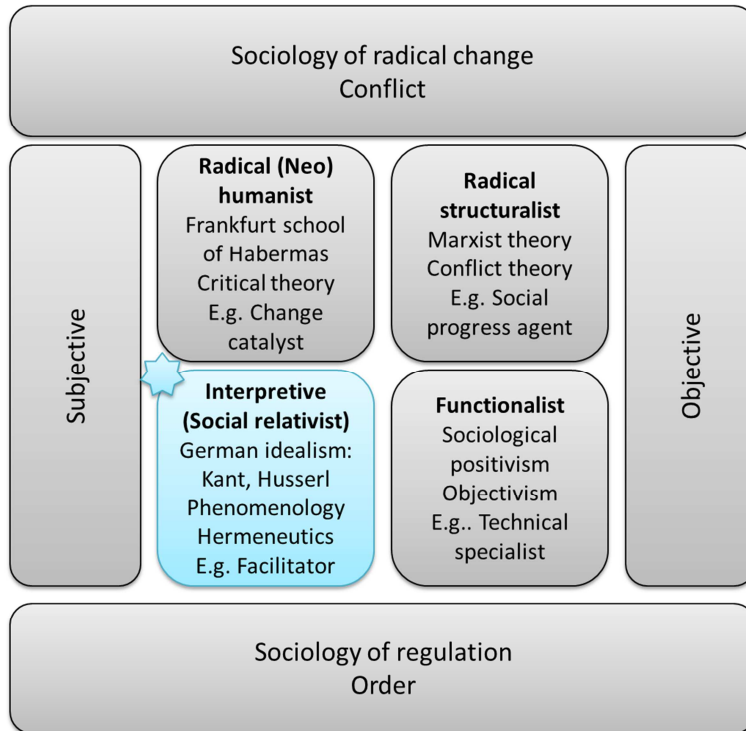 Sociology of radical change
Conflict
Subjective
Radical (Neo)
humanist
Frankfurt school
of Habermas
Critical theory
E.g. Change
catalyst
Radical
structuralist
Marxist theory
Conflict theory
E.g. Social
progress agent
Objective
Interpretive
(Social relativist)
German idealism:
Kant, Husserl
Phenomenology
Hermeneutics
E.g. Facilitator
Functionalist
Sociological
positivism
Objectivism
E.g.. Technical
specialist
Sociology of regulation
Order